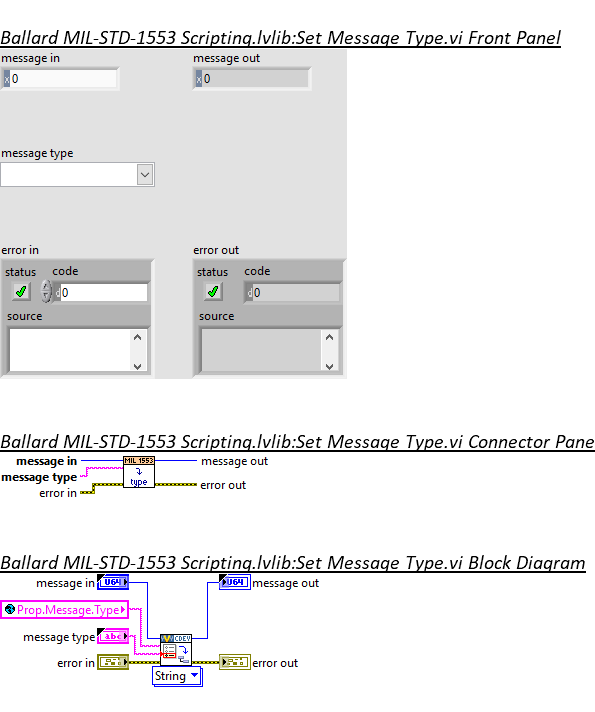 Ballard MIL-STD-1553 Scripting.lvlib:Set Message Type.vi Front Panel
message in message out
x 0 x 0
message type
error in error out
status code status code
d 0 d 0
source source
Ballard MIL-STD-1553 Scripting.lvlib:Set Message Type.vi Connector Pane
message in MIL 1553 message out
message type type
error in error out
Ballard MIL-STD-1553 Scripting.lvlib:Set Message Type.vi Block Diagram
message in U64 U64 message out
Prop.Message.Type
message type abc CDEV
error in error out
String